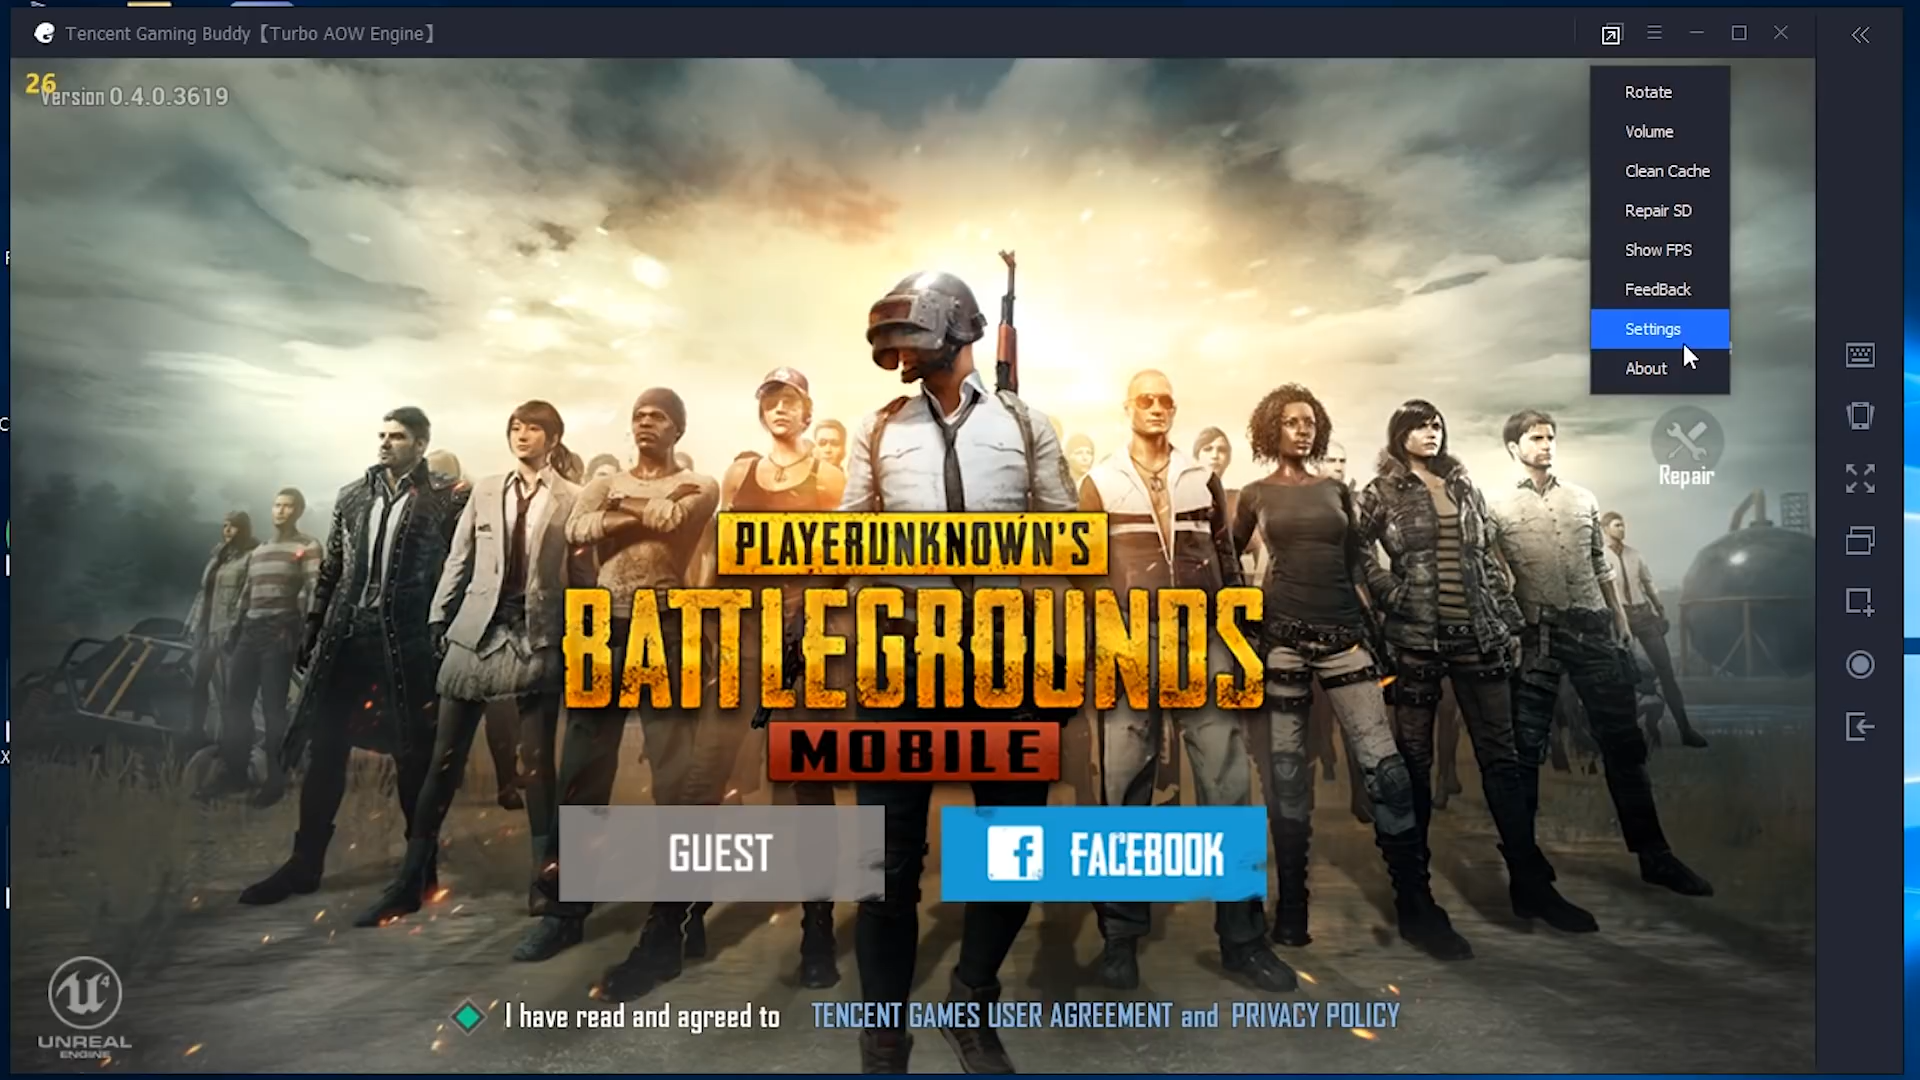 Tencent Gaming Buddy【Turbo AOW Engine】
26
Version 0.4.0.3619
Rotate
Volume
Clean Cache
Repair SD
Show FPS
FeedBack
Settings
About
Repair
PLAYERUNKNOWN'S
BATTLEGROUNDS
MOBILE
GUEST
f FACEBOOK
I have read and agreed to TENCENT GAMES USER AGREEMENT and PRIVACY POLICY
UNREAL
ENGINE